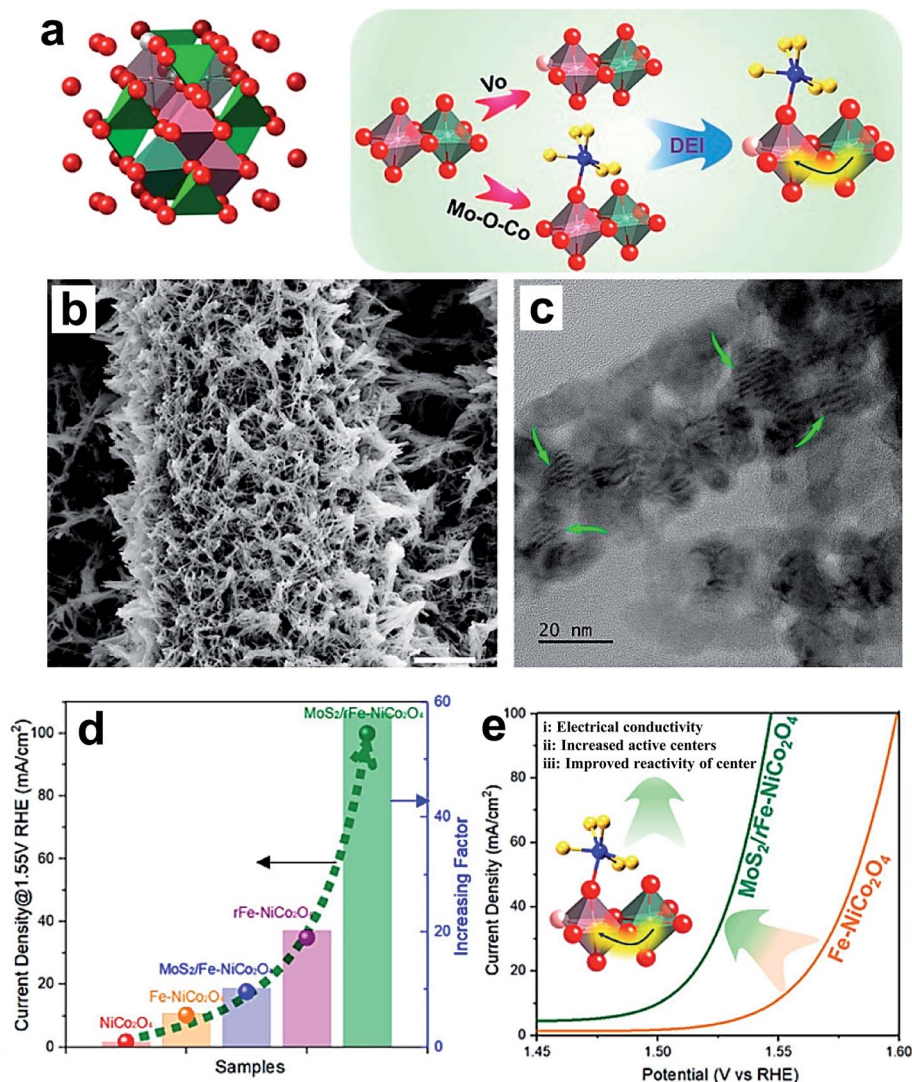 a
Vo
Mo-O-Co
DEI
b
c
20 nm
d
Current Density@1.55V RHE (mA/cm²)
100
80
60
40
20
0
NiCo₂O₄
Fe-NiCo₂O₄
MoS₂/Fe-NiCo₂O₄
rFe-NiCo₂O₄
MoS₂/rFe-NiCo₂O₄
60
40
20
0
Increasing Factor
Samples
e
i: Electrical conductivity
ii: Increased active centers
iii: Improved reactivity of center
Current Density (mA/cm²)
100
80
60
40
20
0
MoS₂/rFe-NiCo₂O₄
Fe-NiCo₂O₄
1.45
1.50
1.55
1.60
Potential (V vs RHE)